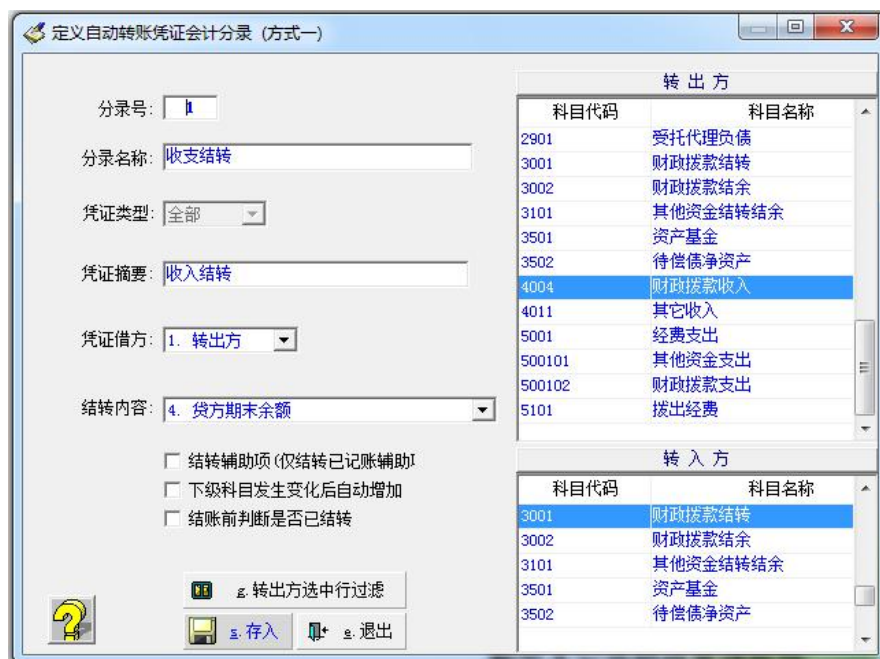 定义自动转账凭证会计分录 (方式一)
分录号: 1
分录名称: 收支结转
凭证类型: 全部
凭证摘要: 收入结转
凭证借方: 1. 转出方
结转内容: 4. 贷方期末余额
结转辅助项(仅结转已记账辅助
下级科目发生变化后自动增加
结账前判断是否已结转
g.转出方选中行过滤
s.存入 e.退出
转出方
科目代码 科目名称
2901 受托代理负债
3001 财政拨款结转
3002 财政拨款结余
3101 其他资金结转结余
3501 资产基金
3502 待偿债净资产
4004 财政拨款收入
4011 其它收入
5001 经费支出
500101 其他资金支出
500102 财政拨款支出
5101 拨出经费
转入方
科目代码 科目名称
3001 财政拨款结转
3002 财政拨款结余
3101 其他资金结转结余
3501 资产基金
3502 待偿债净资产